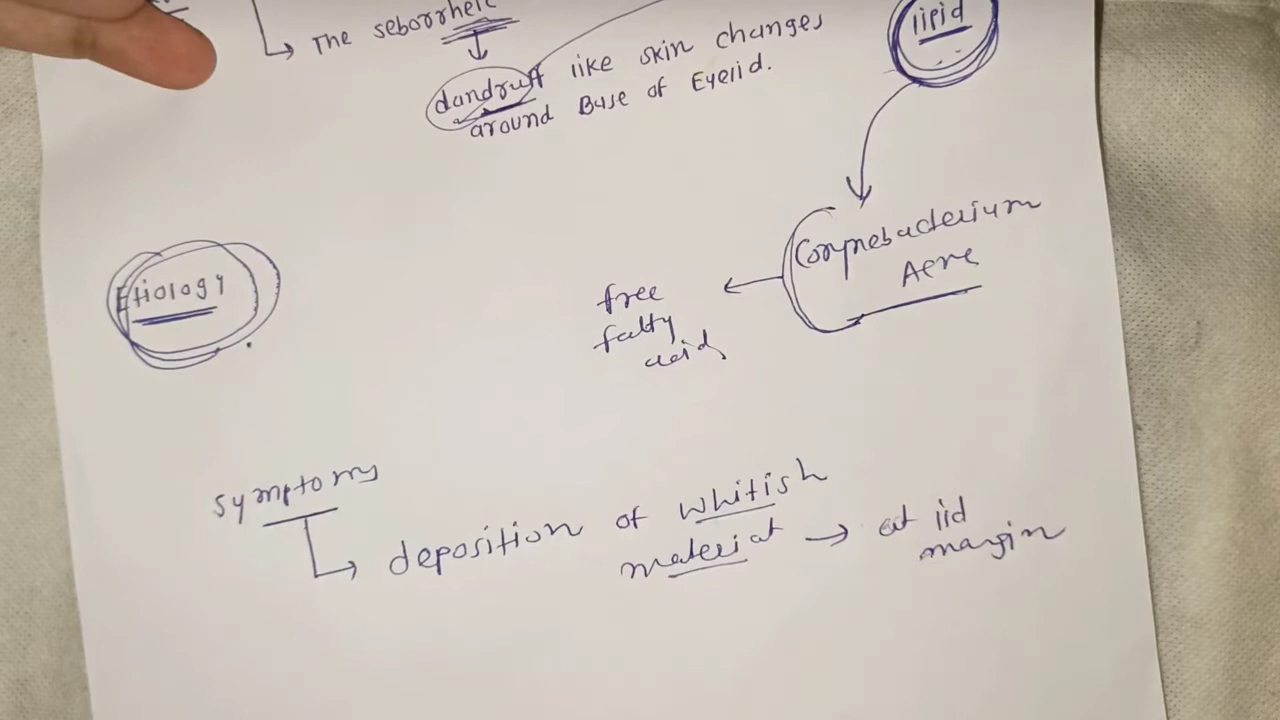 The seborrheic
lipid
dandruff like skin changes
around Base of Eyelid.
Corynebacterium
Acne
Etiology
free
fatty
acid
symptoms
deposition of whitish
material → at lid
margin